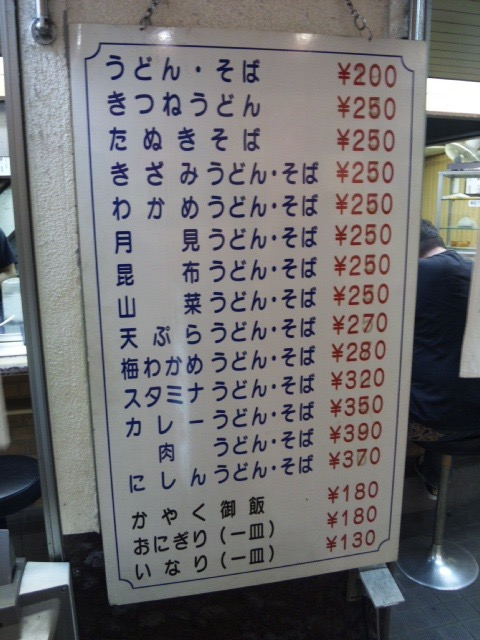 うどん・そば ¥200
きつねうどん ¥250
たぬきそば ¥250
きざみうどん・そば ¥250
わかめうどん・そば ¥250
月見うどん・そば ¥250
昆布うどん・そば ¥250
山菜うどん・そば ¥250
天ぷらうどん・そば ¥270
梅わかめうどん・そば ¥280
スタミナうどん・そば ¥320
カレーうどん・そば ¥350
肉うどん・そば ¥390
にしんうどん・そば ¥370
かやく御飯 ¥180
おにぎり(一皿) ¥180
いなり(一皿) ¥130